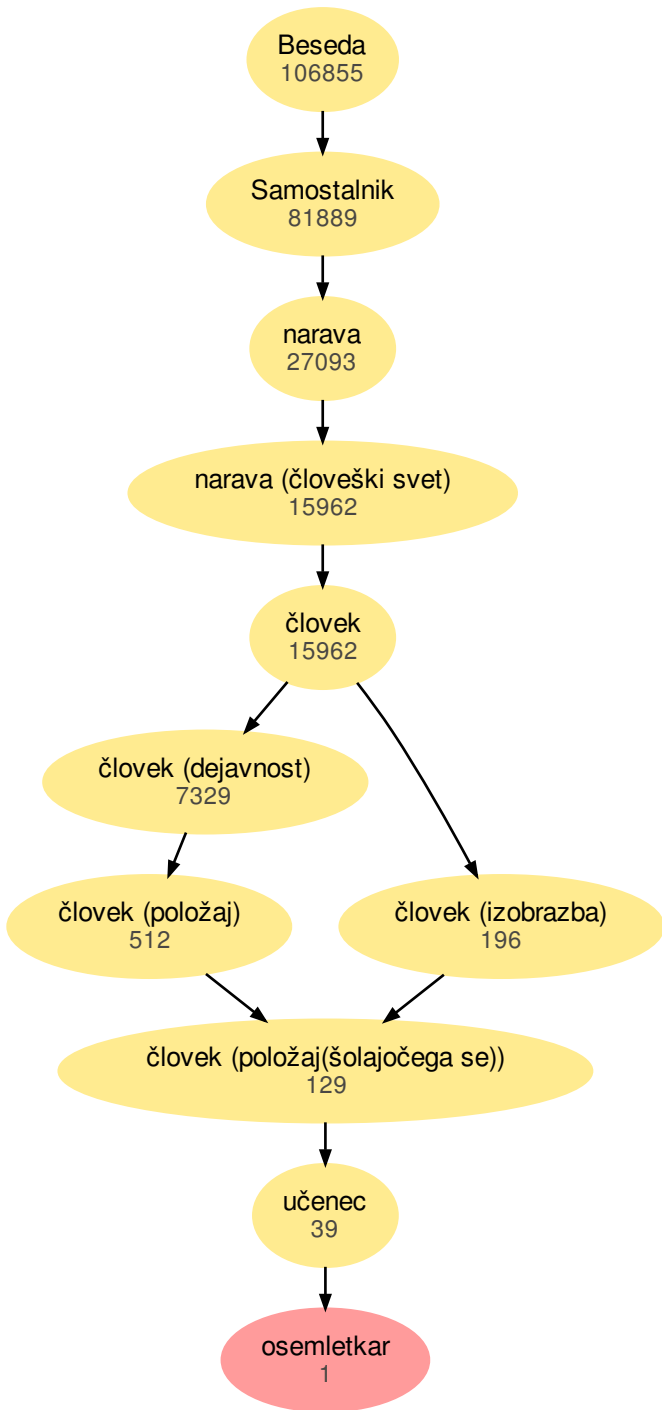 Beseda
106855
Samostalnik
81889
narava
27093
narava (človeški svet)
15962
človek
15962
človek (dejavnost)
7329
človek (položaj)
512
človek (izobrazba)
196
človek (položaj(šolajočega se))
129
učenec
39
osemletkar
1